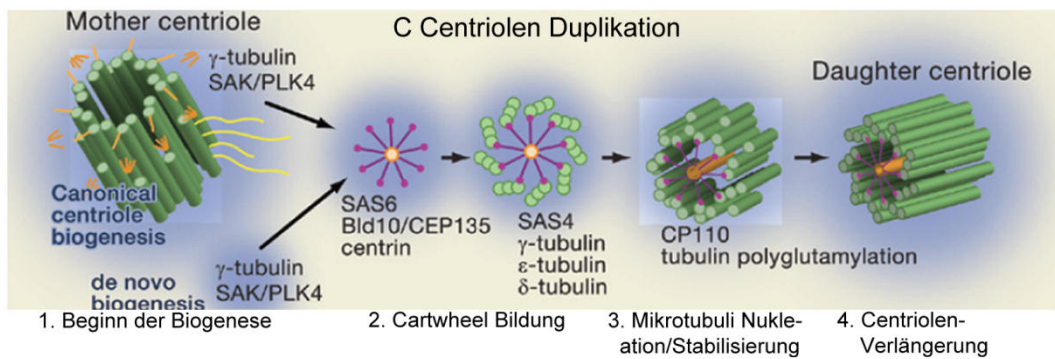 C Centriolen Duplikation
Mother centriole
γ-tubulin
SAK/PLK4
Canonical
centriole
biogenesis
de novo
biogenesis
γ-tubulin
SAK/PLK4
SAS6
Bld10/CEP135
centrin
SAS4
γ-tubulin
ε-tubulin
δ-tubulin
CP110
tubulin polyglutamylation
Daughter centriole
1. Beginn der Biogenese
2. Cartwheel Bildung
3. Mikrotubuli Nukle-
ation/Stabilisierung
4. Centriolen-
Verlängerung